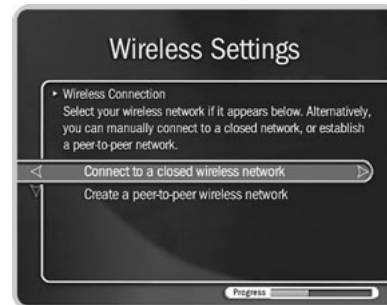 Wireless Settings
Wireless Connection
Select your wireless network if it appears below. Alternatively,
you can manually connect to a closed network, or establish
a peer-to-peer network.
Connect to a closed wireless network
Create a peer-to-peer wireless network
Progress